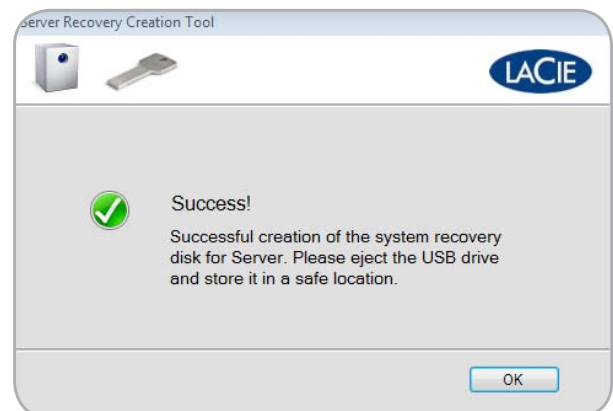 Server Recovery Creation Tool
LACIE
Success!
Successful creation of the system recovery
disk for Server. Please eject the USB drive
and store it in a safe location.
OK